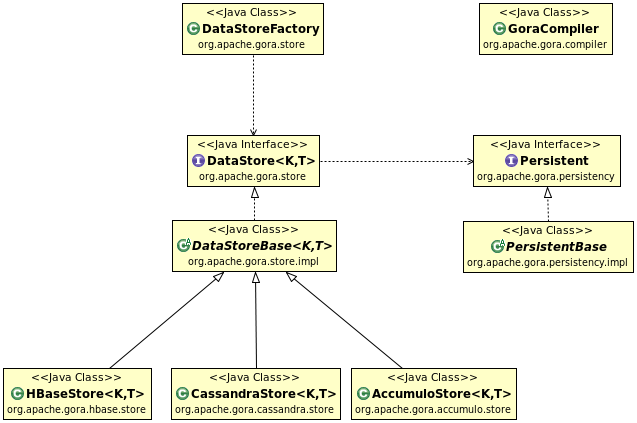 <<Java Class>>
DataStoreFactory
org.apache.gora.store
<<Java Class>>
GoraCompiler
org.apache.gora.compiler
<<Java Interface>>
DataStore<K,T>
org.apache.gora.store
<<Java Interface>>
Persistent
org.apache.gora.persistency
<<Java Class>>
DataStoreBase<K,T>
org.apache.gora.store.impl
<<Java Class>>
PersistentBase
org.apache.gora.persistency.impl
<<Java Class>>
HBaseStore<K,T>
org.apache.gora.hbase.store
<<Java Class>>
CassandraStore<K,T>
org.apache.gora.cassandra.store
<<Java Class>>
AccumuloStore<K,T>
org.apache.gora.accumulo.store